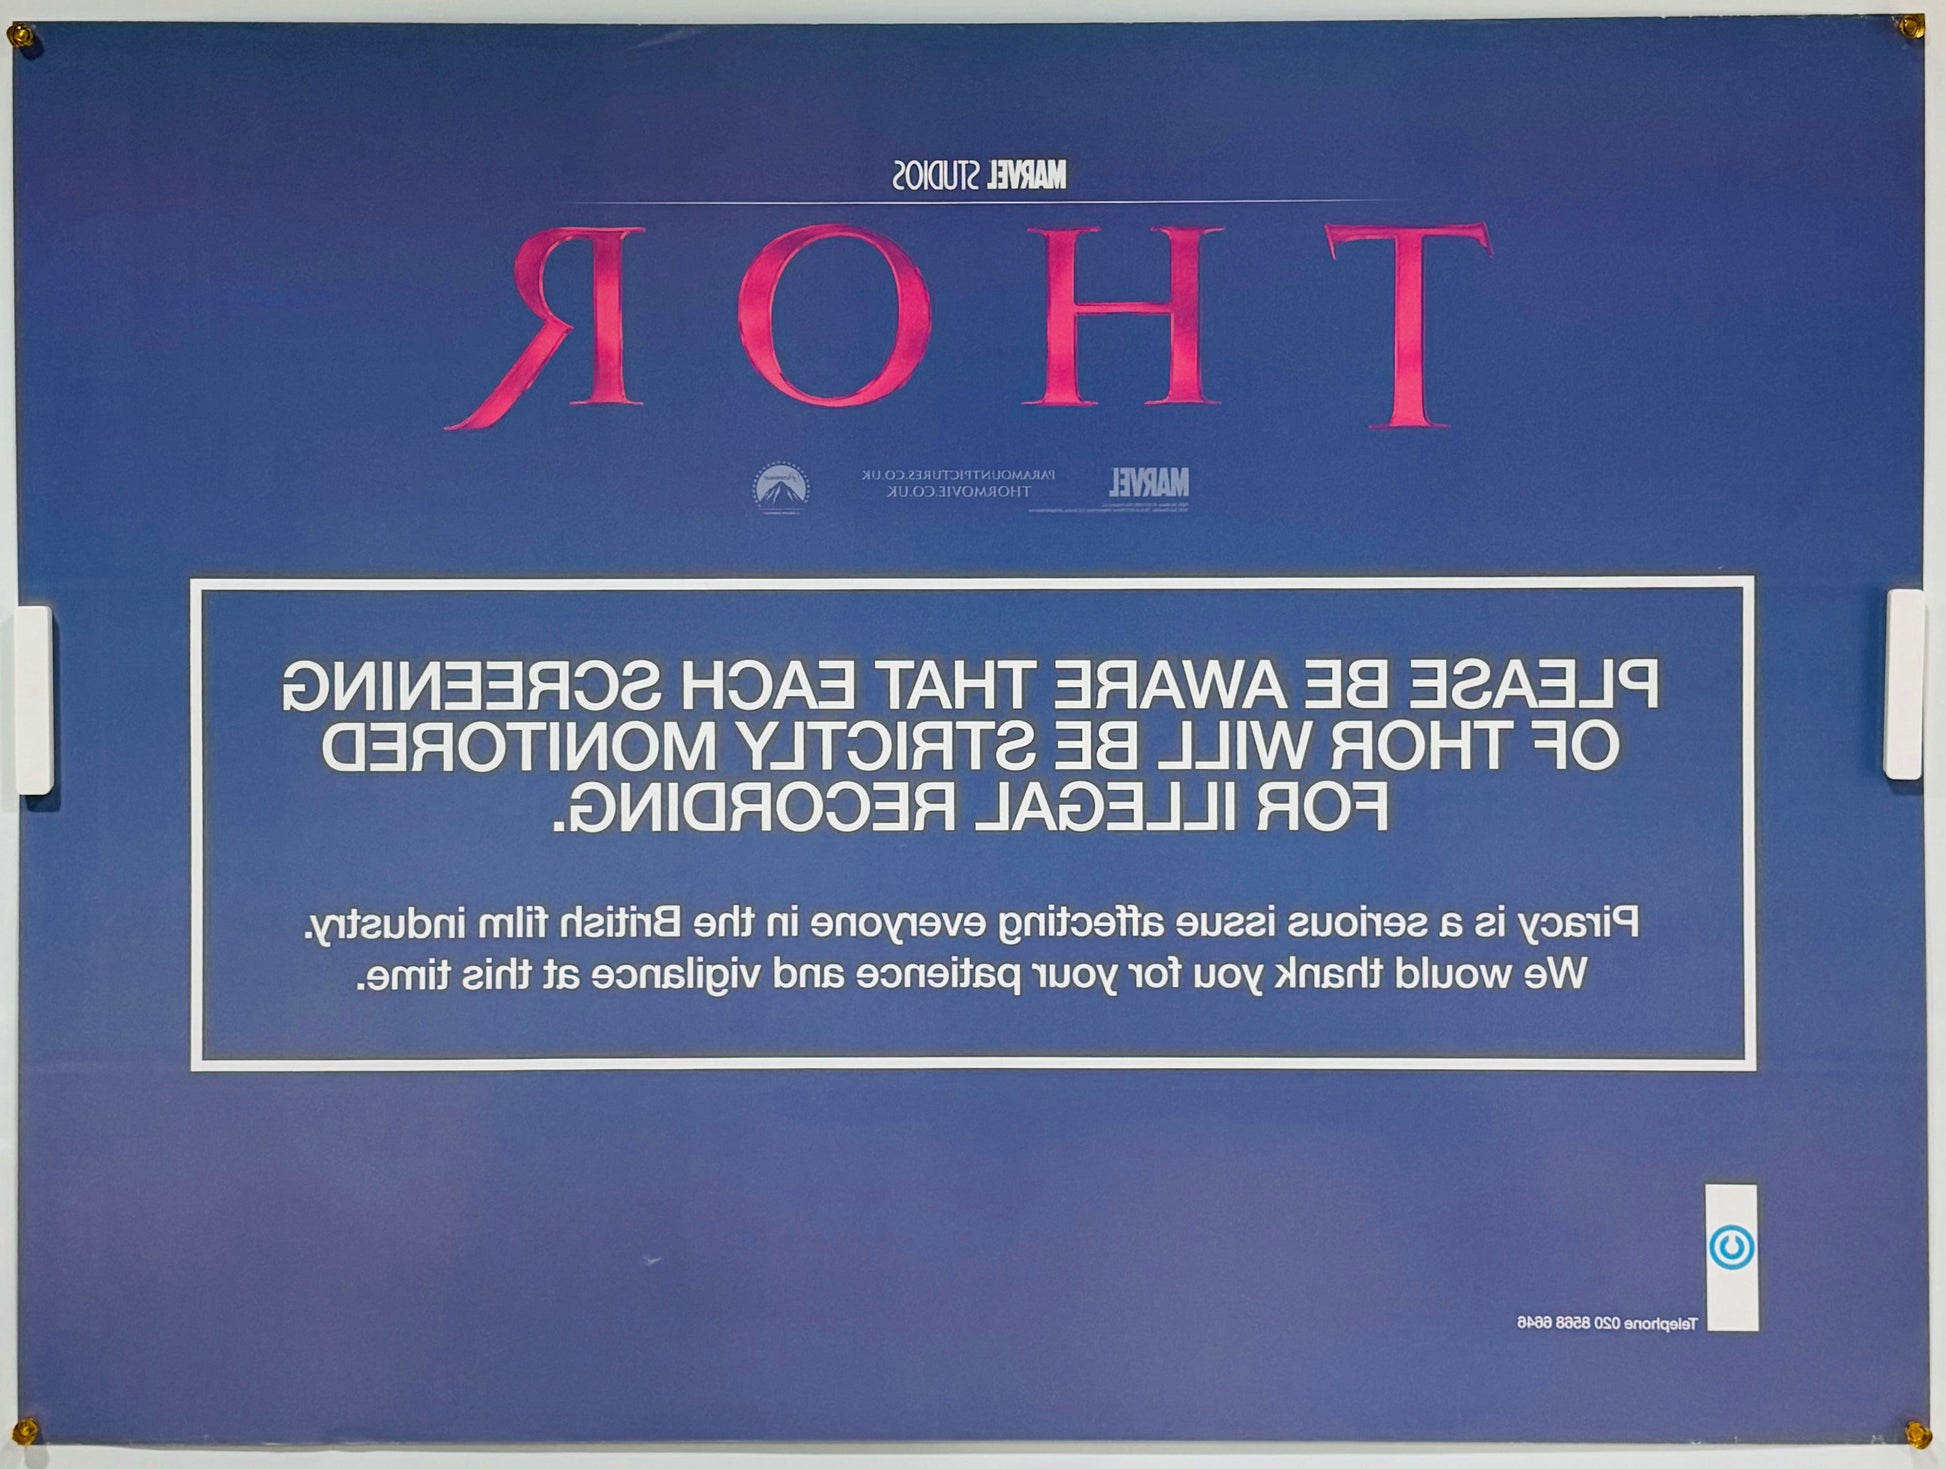 MARVEL STUDIOS
THOR
MARVEL
PARAMOUNTPICTURES.CO.UK
THORMOVIE.CO.UK
Paramount
PLEASE BE AWARE THAT EACH SCREENING
OF THOR WILL BE STRICTLY MONITORED
FOR ILLEGAL RECORDING.
Piracy is a serious issue affecting everyone in the British film industry.
We would thank you for your patience and vigilance at this time.
Telephone 020 8568 6646